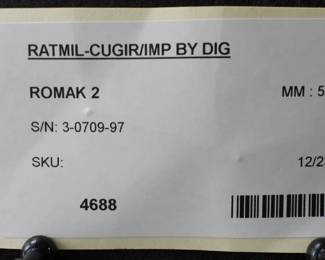 RATMIL-CUGIR/IMP BY DIG
ROMAK 2 MM : 5
S/N: 3-0709-97
SKU: 12/2
4688